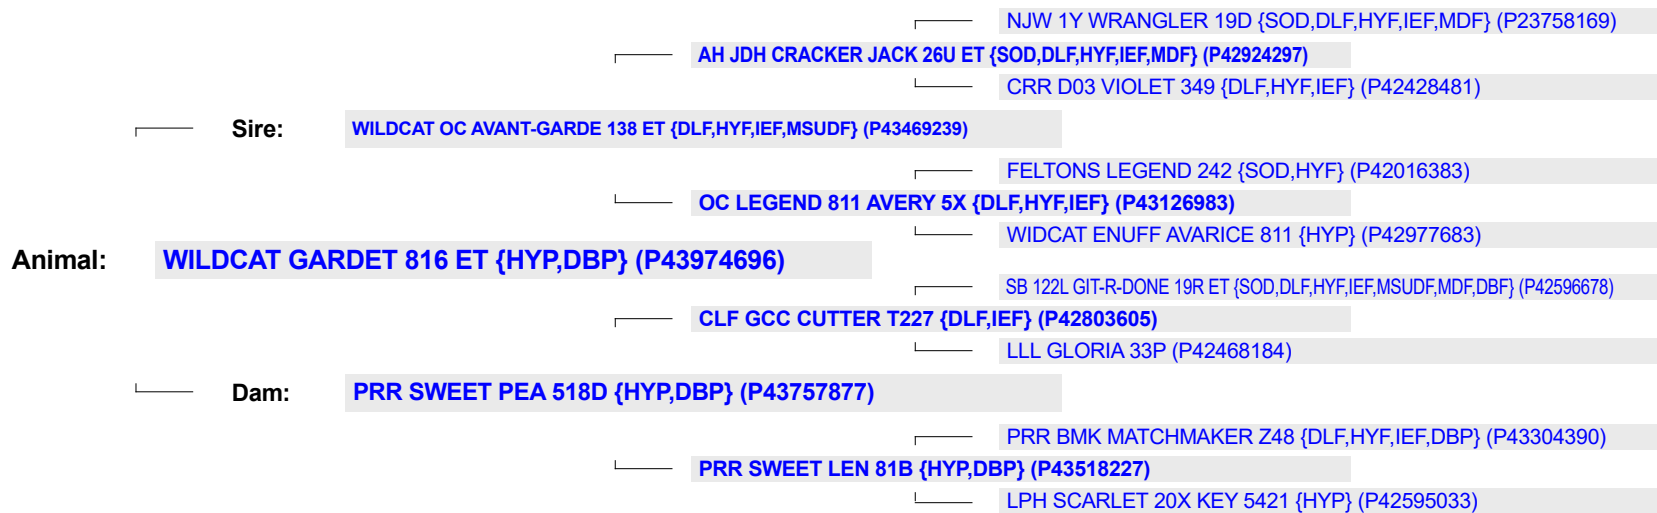 NJW 1Y WRANGLER 19D {SOD,DLF,HYF,IEF,MDF} (P23758169)
AH JDH CRACKER JACK 26U ET {SOD,DLF,HYF,IEF,MDF} (P42924297)
CRR D03 VIOLET 349 {DLF,HYF,IEF} (P42428481)
Sire: WILDCAT OC AVANT-GARDE 138 ET {DLF,HYF,IEF,MSUDF} (P43469239)
FELTONS LEGEND 242 {SOD,HYF} (P42016383)
OC LEGEND 811 AVERY 5X {DLF,HYF,IEF} (P43126983)
WIDCAT ENUFF AVARICE 811 {HYP} (P42977683)
Animal: WILDCAT GARDET 816 ET {HYP,DBP} (P43974696)
SB 122L GIT-R-DONE 19R ET {SOD,DLF,HYF,IEF,MSUDF,MDF,DBF} (P42596678)
CLF GCC CUTTER T227 {DLF,IEF} (P42803605)
LLL GLORIA 33P (P42468184)
Dam: PRR SWEET PEA 518D {HYP,DBP} (P43757877)
PRR BMK MATCHMAKER Z48 {DLF,HYF,IEF,DBP} (P43304390)
PRR SWEET LEN 81B {HYP,DBP} (P43518227)
LPH SCARLET 20X KEY 5421 {HYP} (P42595033)